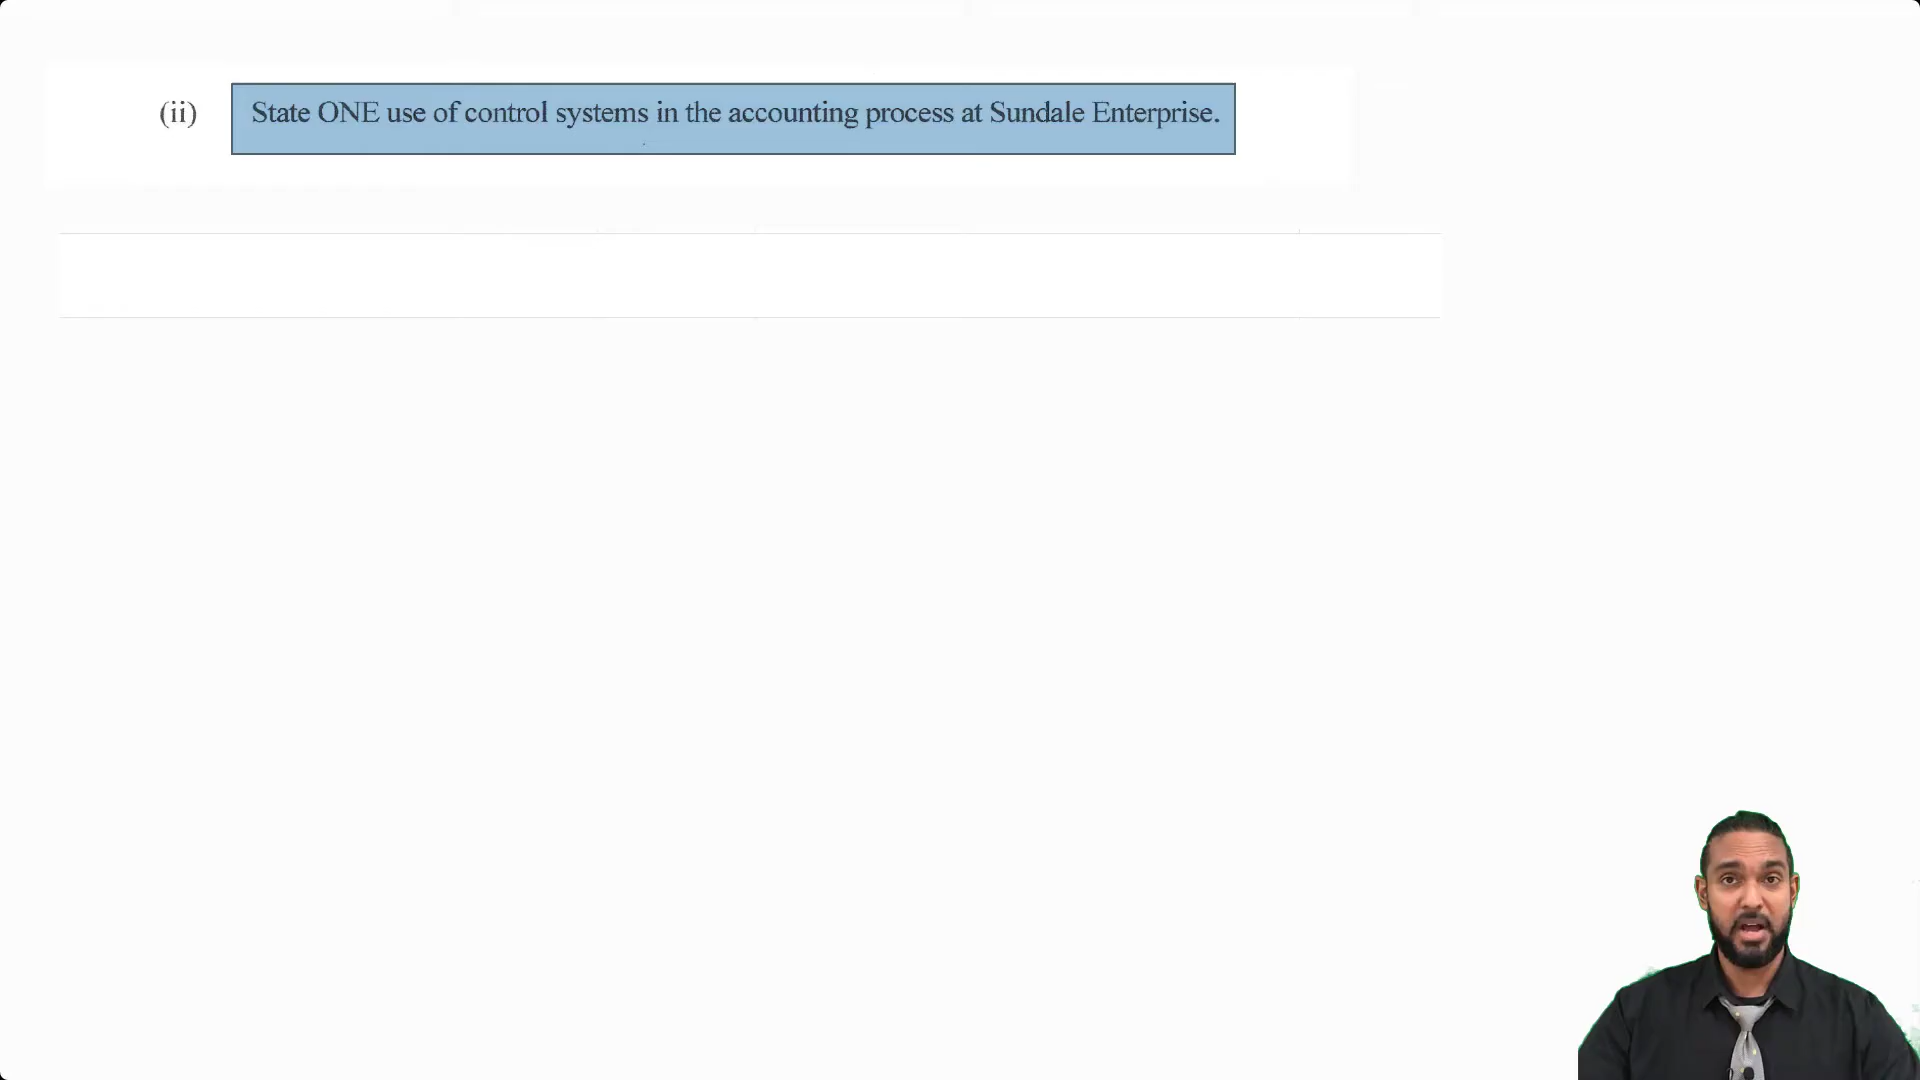 (ii) State ONE use of control systems in the accounting process at Sundale Enterprise.